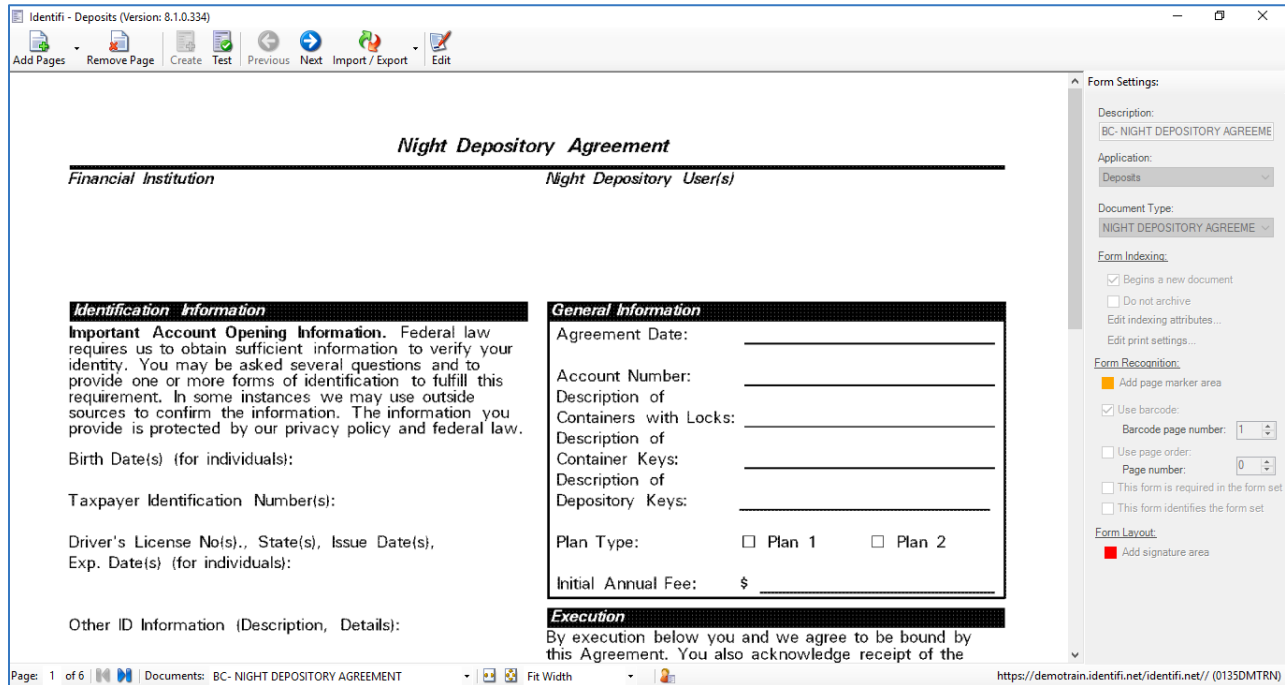 Identifi - Deposits (Version: 8.1.0.334)
Add Pages Remove Page Create Test Previous Next Import / Export Edit
Night Depository Agreement
Financial Institution
Night Depository User(s)
Identification Information
Important Account Opening Information. Federal law
requires us to obtain sufficient information to verify your
identity. You may be asked several questions and to
provide one or more forms of identification to fulfill this
requirement. In some instances we may use outside
sources to confirm the information. The information you
provide is protected by our privacy policy and federal law.
Birth Date(s) (for individuals):
Taxpayer Identification Number(s):
Driver's License No(s)., State(s), Issue Date(s),
Exp. Date(s) (for individuals):
Other ID Information (Description, Details):
General Information
Agreement Date:
Account Number:
Description of
Containers with Locks:
Description of
Container Keys:
Description of
Depository Keys:
Plan Type: Plan 1 Plan 2
Initial Annual Fee: $
Execution
By execution below you and we agree to be bound by
this Agreement. You also acknowledge receipt of the
Form Settings:
Description:
BC- NIGHT DEPOSITORY AGREEME
Application:
Deposits
Document Type:
NIGHT DEPOSITORY AGREEME
Form Indexing:
Begins a new document
Do not archive
Edit indexing attributes...
Edit print settings...
Form Recognition:
Add page marker area
Use barcode:
Barcode page number: 1
Use page order:
Page number: 0
This form is required in the form set
This form identifies the form set
Form Layout:
Add signature area
Page: 1 of 6 Documents: BC- NIGHT DEPOSITORY AGREEMENT Fit Width https://demotrain.identifi.net/identifi.net// (0135DMTRN)